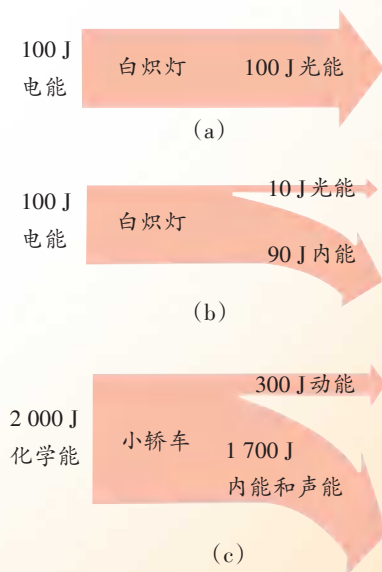 100 J
电能
白炽灯
100 J 光能
(a)
100 J
电能
白炽灯
10 J 光能
90 J 内能
(b)
2 000 J
化学能
小轿车
300 J 动能
1 700 J
内能和声能
(c)